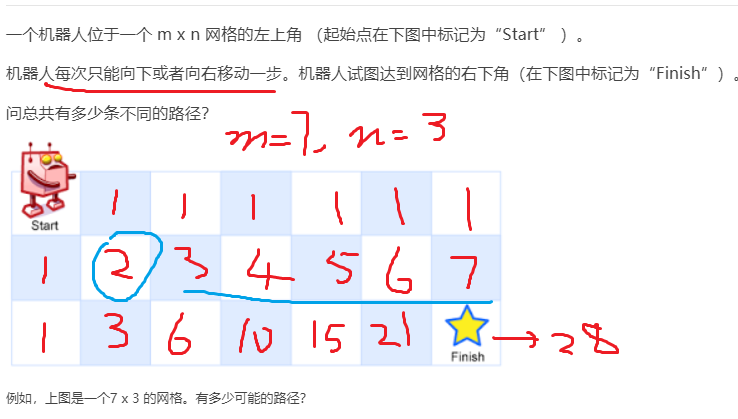 一个机器人位于一个 m x n 网格的左上角 （起始点在下图中标记为“Start” ）。
机器人每次只能向下或者向右移动一步。机器人试图达到网格的右下角（在下图中标记为“Finish”）。
问总共有多少条不同的路径？
m=7, n=3
Start 1 1 1 1 1 1
1 2 3 4 5 6 7
1 3 6 10 15 21 Finish → 28
例如，上图是一个7 x 3 的网格。有多少可能的路径？